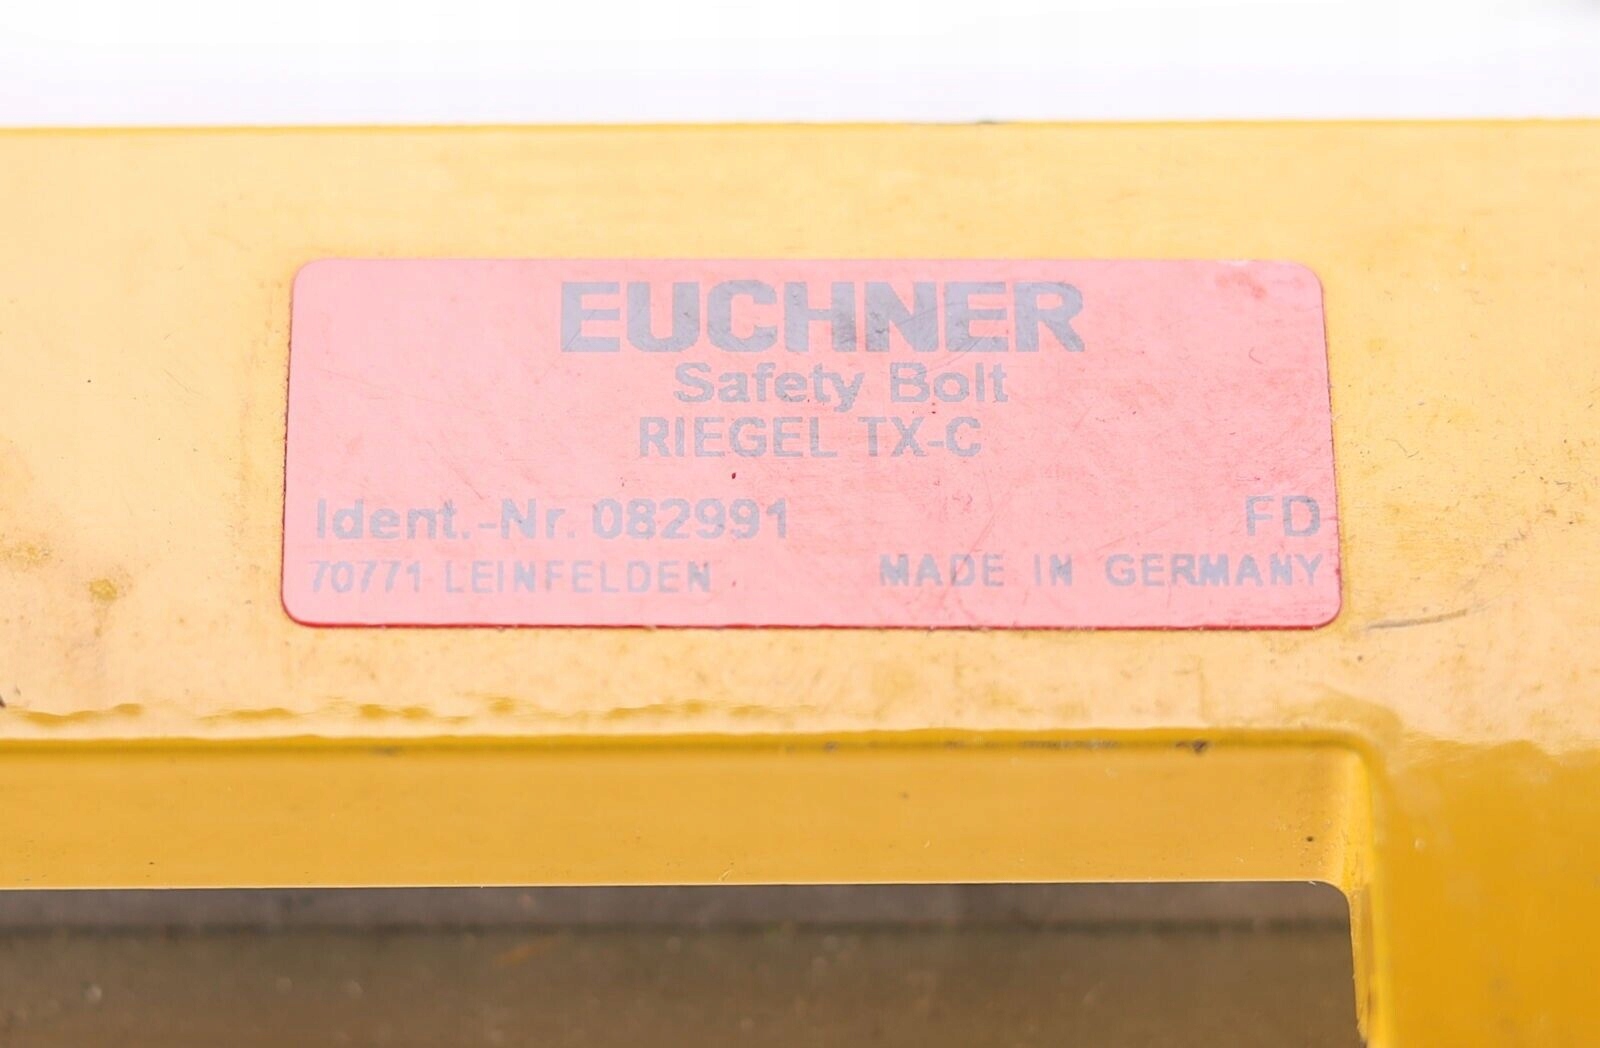 EUCHNER
Safety Bolt
RIEGEL TX-C
Ident.-Nr. 082991 FD
70771 LEINFELDEN MADE IN GERMANY